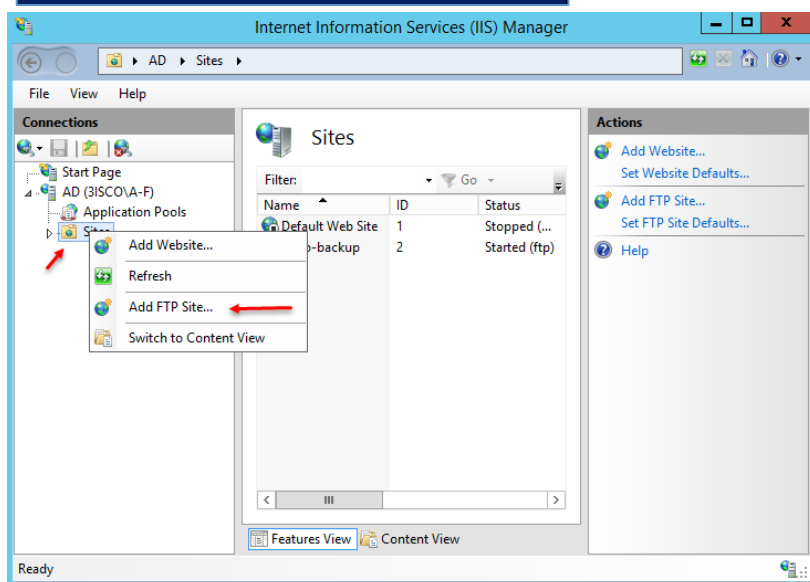 Internet Information Services (IIS) Manager
AD Sites
File View Help
Connections
Start Page
AD (3ISCO\A-F)
Application Pools
Add Website...
Refresh
Add FTP Site...
Switch to Content View
Sites
Filter: Go
Name ID Status
Default Web Site 1 Stopped (...
-backup 2 Started (ftp)
Features View Content View
Actions
Add Website...
Set Website Defaults...
Add FTP Site...
Set FTP Site Defaults...
Help
Ready